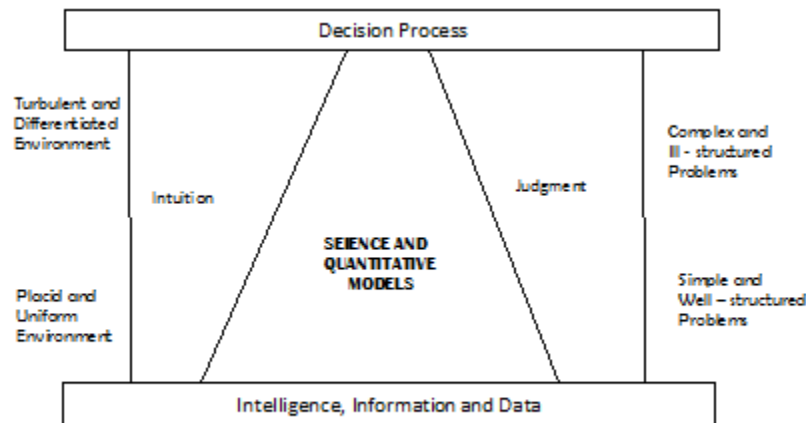 Decision Process
Turbulent and
Differentiated
Environment
Complex and
Ill - structured
Problems
Intuition
Judgment
SEIENCE AND
QUANTITATIVE
MODELS
Placid and
Uniform
Environment
Simple and
Well – structured
Problems
Intelligence, Information and Data